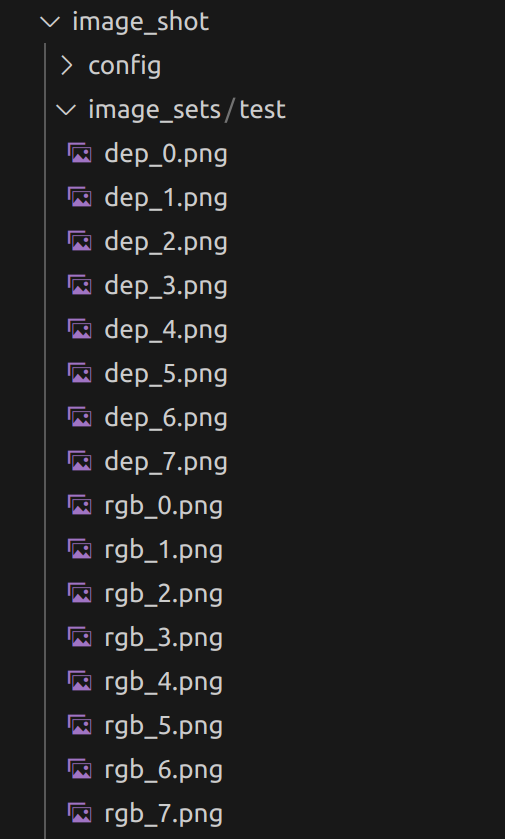 image_shot
config
image_sets/test
dep_0.png
dep_1.png
dep_2.png
dep_3.png
dep_4.png
dep_5.png
dep_6.png
dep_7.png
rgb_0.png
rgb_1.png
rgb_2.png
rgb_3.png
rgb_4.png
rgb_5.png
rgb_6.png
rgb_7.png